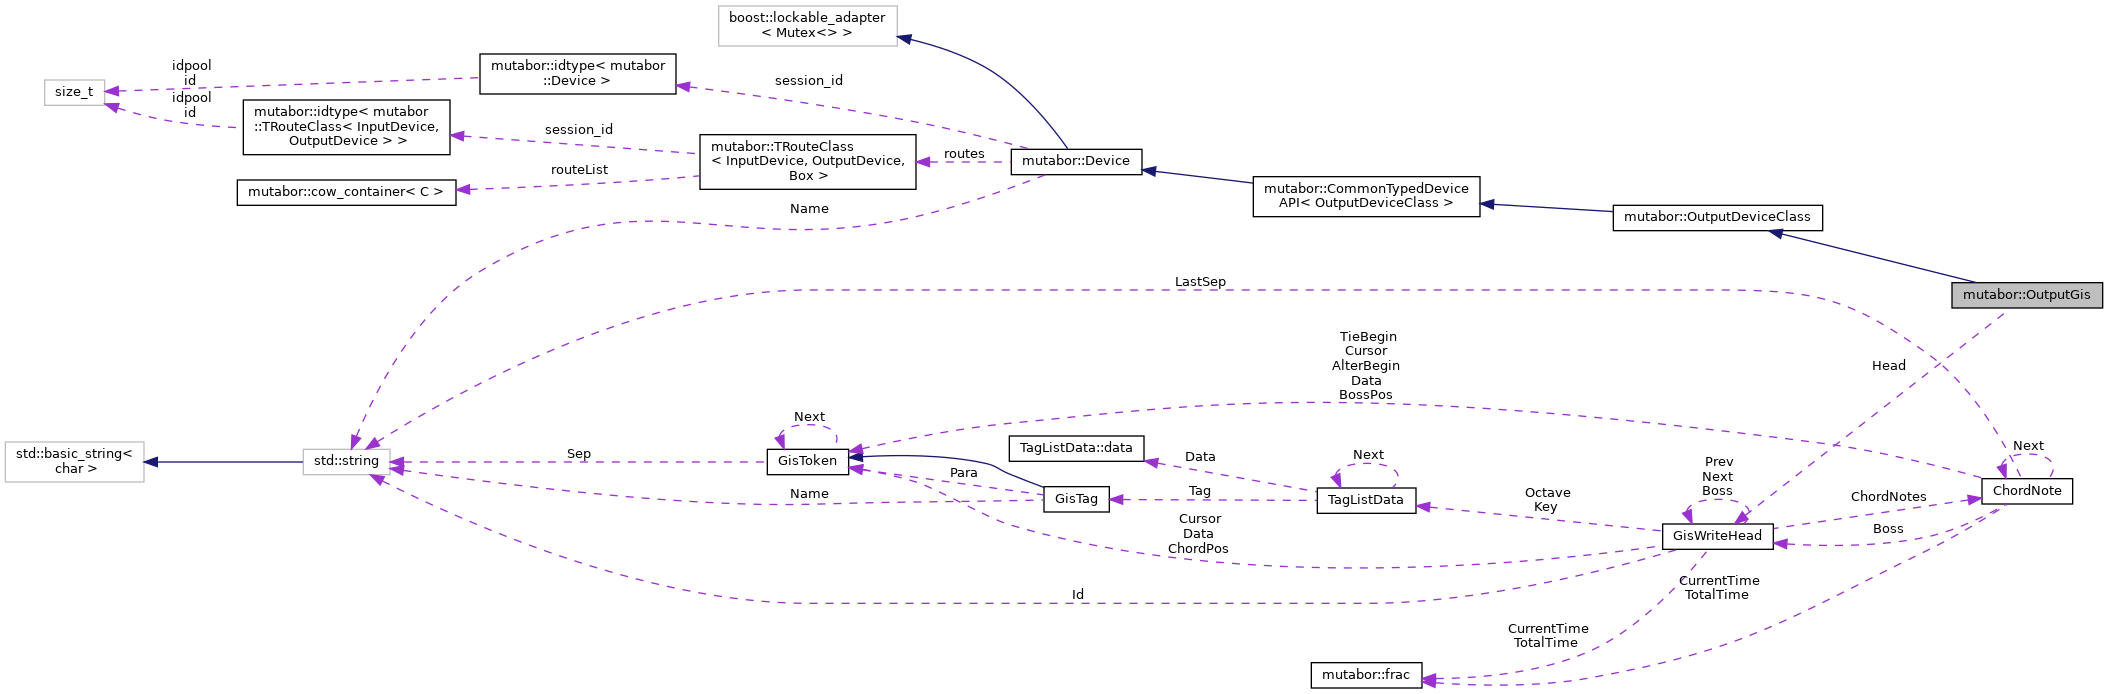 boost::lockable_adapter
< Mutex<> >
idpool
id
mutabor::idtype< mutabor
::Device >
session_id
size_t
idpool
id
mutabor::idtype< mutabor
::TRouteClass< InputDevice,
OutputDevice > >
session_id
mutabor::TRouteClass
< InputDevice, OutputDevice,
Box >
routes
mutabor::Device
routeList
mutabor::cow_container< C >
mutabor::CommonTypedDevice
API< OutputDeviceClass >
Name
mutabor::OutputDeviceClass
LastSep
mutabor::OutputGis
TieBegin
Cursor
AlterBegin
Data
BossPos
Head
Next
std::basic_string<
char >
std::string
Sep
GisToken
TagListData::data
Data
Next
Next
Prev
Next
Boss
Para
Name
GisTag
Tag
TagListData
Octave
Key
ChordNotes
ChordNote
Cursor
Data
ChordPos
GisWriteHead
Boss
Id
CurrentTime
TotalTime
CurrentTime
TotalTime
mutabor::frac